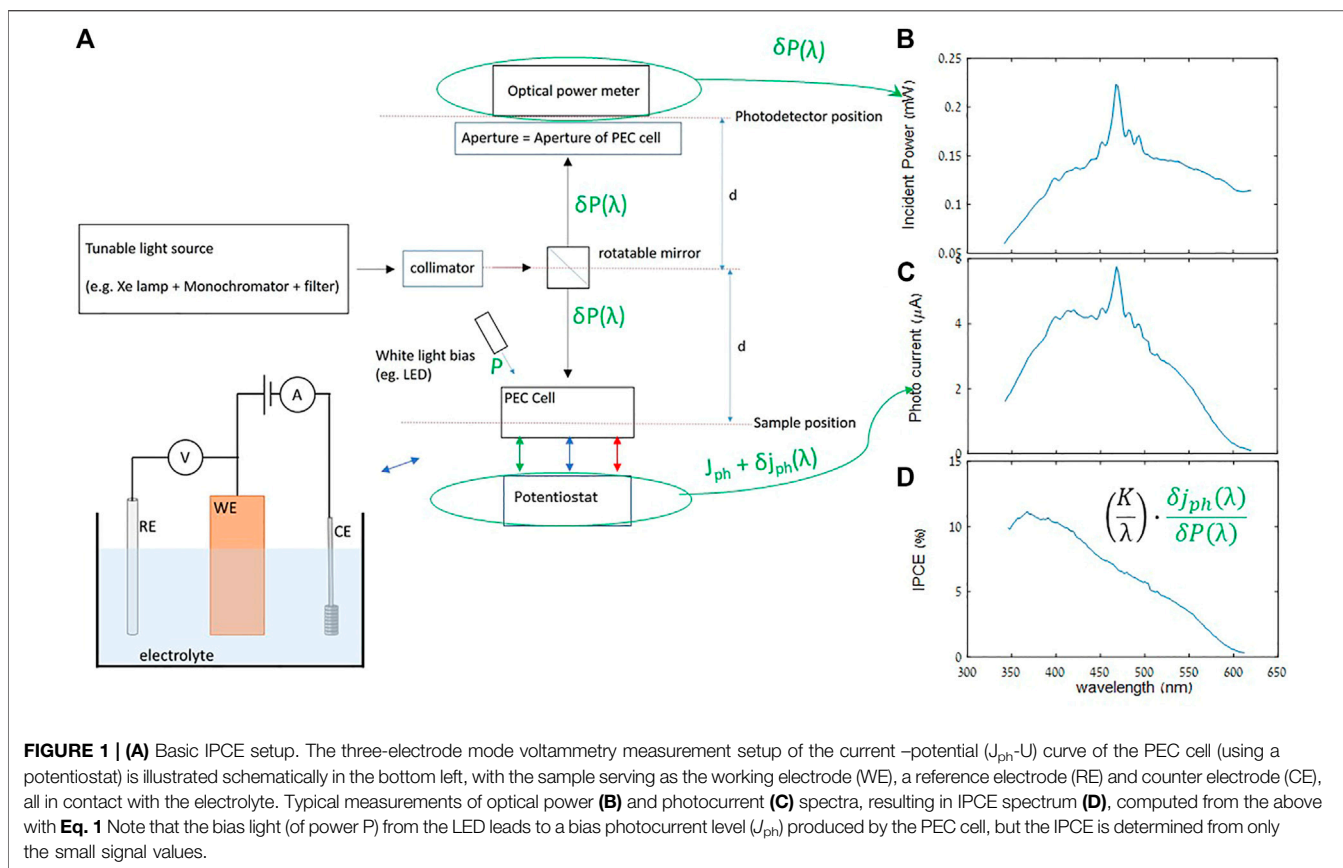 A
δP(λ)
Optical power meter
Photodetector position
Aperture = Aperture of PEC cell
d
δP(λ)
Tunable light source
(e.g. Xe lamp + Monochromator + filter)
collimator
rotatable mirror
δP(λ)
d
White light bias
(eg. LED)
P
PEC Cell
Sample position
J_ph + δj_ph(λ)
Potentiostat
A
V
RE
WE
CE
electrolyte
B
Incident Power (mW)
0.25
0.2
0.15
0.1
0.05
C
Photo current (μA)
6
4
2
0
D
IPCE
(%)
15
10
5
0
(K/λ) · δj_ph(λ)/δP(λ)
300 350 400 450 500 550 600 650
wavelength (nm)
FIGURE 1 | (A) Basic IPCE setup. The three-electrode mode voltammetry measurement setup of the current –potential (J_ph-U) curve of the PEC cell (using a
potentiostat) is illustrated schematically in the bottom left, with the sample serving as the working electrode (WE), a reference electrode (RE) and counter electrode (CE),
all in contact with the electrolyte. Typical measurements of optical power (B) and photocurrent (C) spectra, resulting in IPCE spectrum (D), computed from the above
with Eq. 1 Note that the bias light (of power P) from the LED leads to a bias photocurrent level (J_ph) produced by the PEC cell, but the IPCE is determined from only
the small signal values.